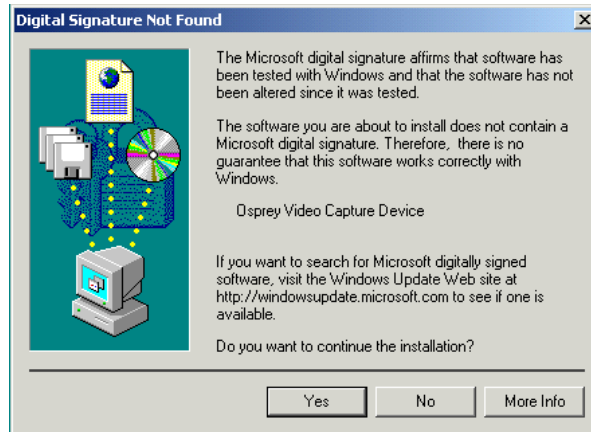 Digital Signature Not Found
The Microsoft digital signature affirms that software has
been tested with Windows and that the software has not
been altered since it was tested.
The software you are about to install does not contain a
Microsoft digital signature. Therefore,  there is no
guarantee that this software works correctly with
Windows.
Osprey Video Capture Device
If you want to search for Microsoft digitally signed
software, visit the Windows Update Web site at
http://windowsupdate.microsoft.com to see if one is
available.
Do you want to continue the installation?
Yes No More Info